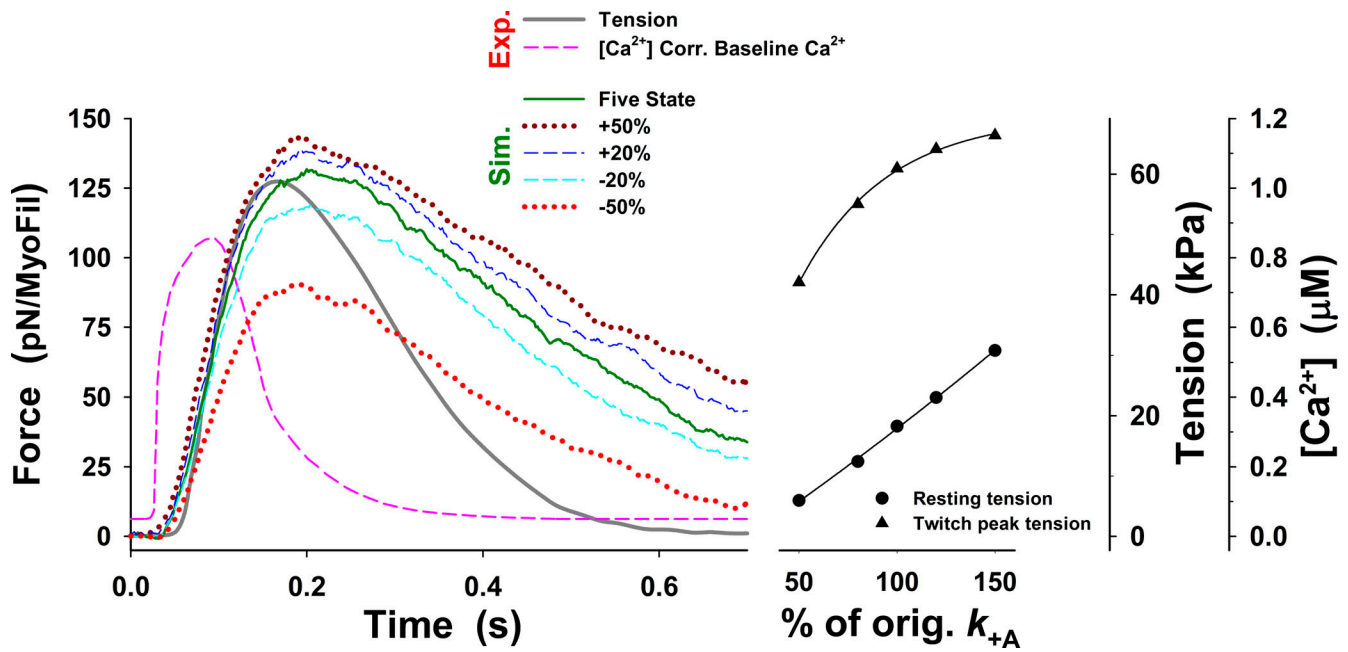 Exp.
Tension
[Ca²⁺] Corr. Baseline Ca²⁺
Sim.
Five State
+50%
+20%
-20%
-50%
Force (pN/MyoFil)
150
125
100
75
50
25
0
0.0 0.2 0.4 0.6
Time (s)
Resting tension
Twitch peak tension
50 100 150
% of orig. k+A
60
40
20
0
Tension (kPa)
1.2
1.0
0.8
0.6
0.4
0.2
0.0
[Ca²⁺] (μM)